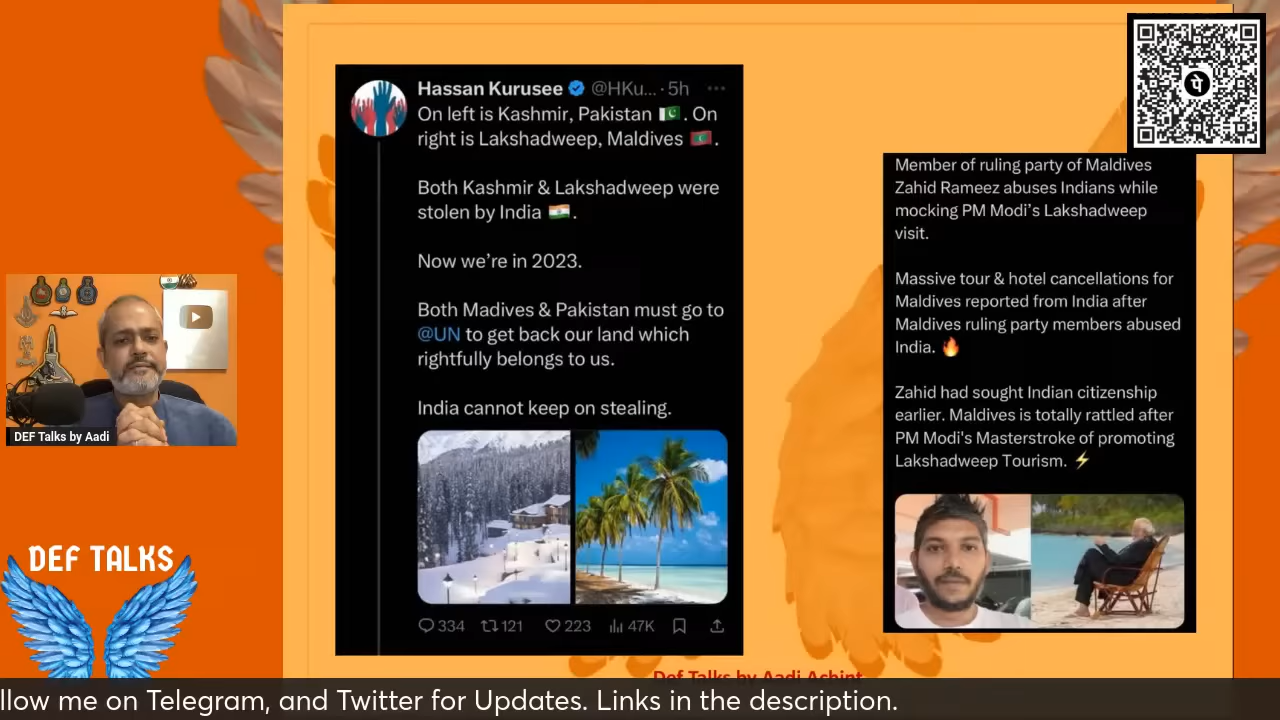 Hassan Kurusee @HKu... · 5h
On left is Kashmir, Pakistan 🇵🇰. On
right is Lakshadweep, Maldives 🇲🇻.
Both Kashmir & Lakshadweep were
stolen by India 🇮🇳.
Now we're in 2023.
Both Madives & Pakistan must go to
@UN to get back our land which
rightfully belongs to us.
India cannot keep on stealing.
334 121 223 47K
पे
Member of ruling party of Maldives
Zahid Rameez abuses Indians while
mocking PM Modi's Lakshadweep
visit.
Massive tour & hotel cancellations for
Maldives reported from India after
Maldives ruling party members abused
India. 🔥
Zahid had sought Indian citizenship
earlier. Maldives is totally rattled after
PM Modi's Masterstroke of promoting
Lakshadweep Tourism. ⚡
DEF Talks by Aadi
DEF TALKS
Def Talks by Aadi Achint
llow me on Telegram, and Twitter for Updates. Links in the description.